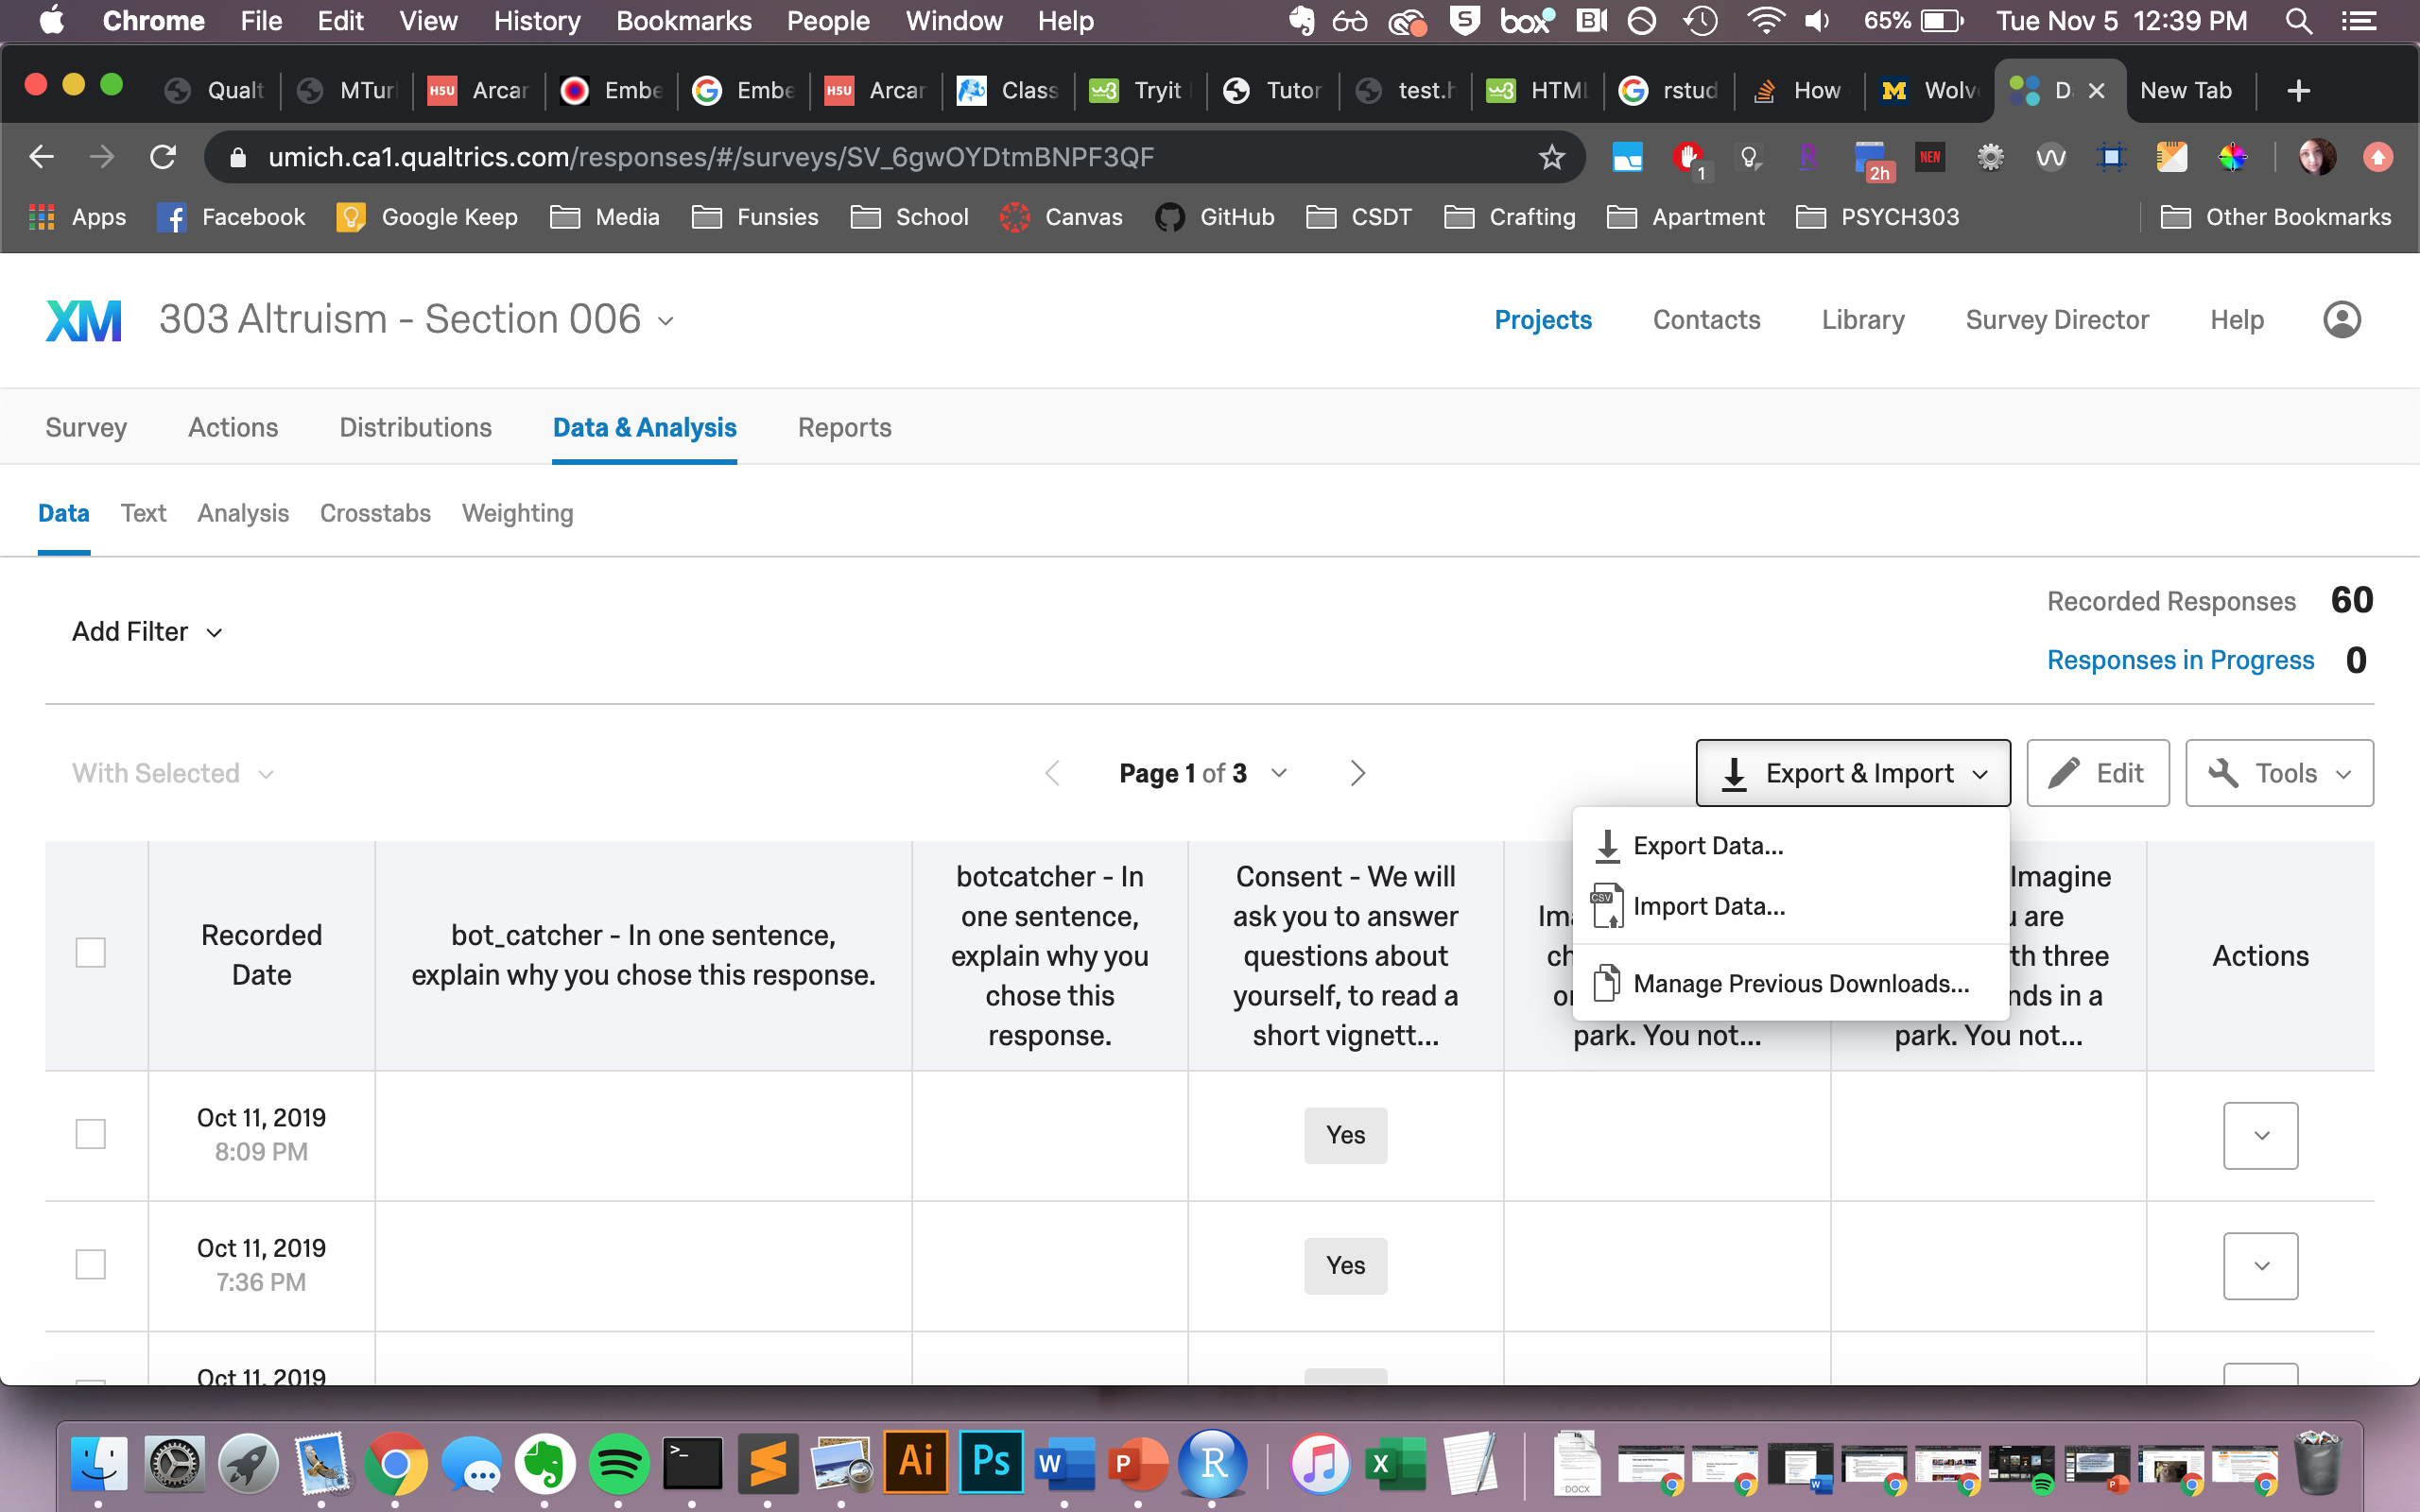 Chrome File Edit View History Bookmarks People Window Help box 65% Tue Nov 5 12:39 PM
Qualt MTur H5U Arcar Embe Embe H5U Arcar Class w3 Tryit Tutor test.h w3 HTML rstud How M Wolv D New Tab
umich.ca1.qualtrics.com/responses/#/surveys/SV_6gwOYDtmBNPF3QF 1 2h NEW
Apps Facebook Google Keep Media Funsies School Canvas GitHub CSDT Crafting Apartment PSYCH303 Other Bookmarks
XM 303 Altruism - Section 006 Projects Contacts Library Survey Director Help
Survey Actions Distributions Data & Analysis Reports
Data Text Analysis Crosstabs Weighting
Recorded Responses 60
Add Filter
Responses in Progress 0
With Selected Page 1 of 3 Export & Import Edit Tools
Export Data...
CSV Import Data...
Manage Previous Downloads...
Recorded
Date
bot_catcher - In one sentence,
explain why you chose this response.
botcatcher - In
one sentence,
explain why you
chose this
response.
Consent - We will
ask you to answer
questions about
yourself, to read a
short vignett...
Im
ch
or
park. You not...
Imagine
u are
th three
nds in a
park. You not...
Actions
Oct 11, 2019
8:09 PM
Yes
Oct 11, 2019
7:36 PM
Yes
Oct 11, 2019
>_ Ai Ps W P R X DOCX